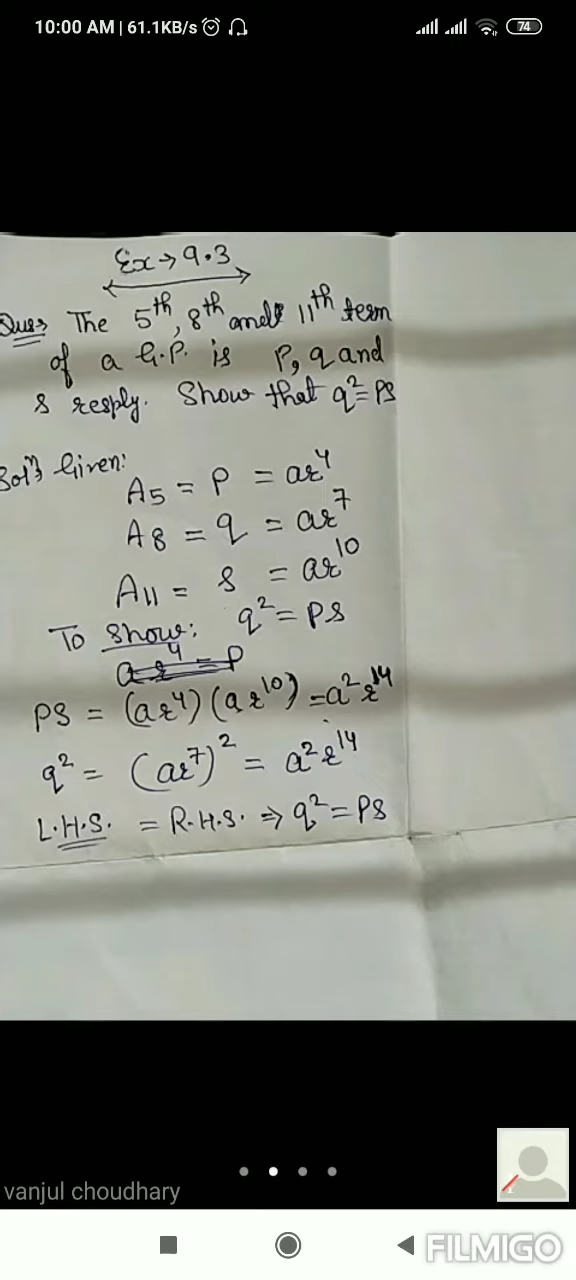 10:00 AM | 61.1KB/s
74
Ex → 9.3
Ques → The 5th, 8th and 11th term
of a G.P. is P, q and
s resply. Show that q² = PS
Sol'n Given:
A5 = P = ar⁴
A8 = q = ar⁷
A11 = s = ar¹⁰
To show: q² = PS
ar⁴ = P
PS = (ar⁴)(ar¹⁰) = a²r¹⁴
q² = (ar⁷)² = a²r¹⁴
L.H.S. = R.H.S. ⇒ q² = PS
vanjul choudhary
FILMIGO